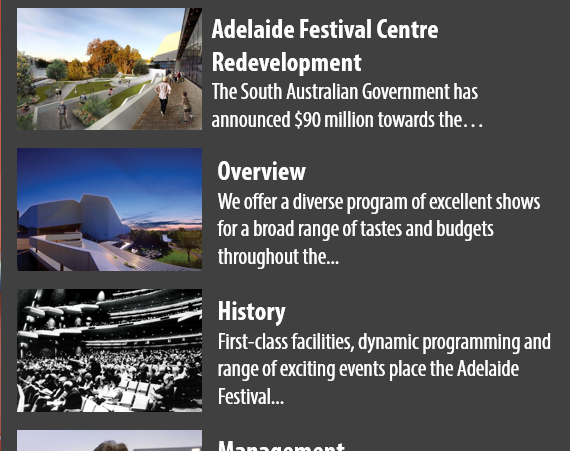 Adelaide Festival Centre
Redevelopment
The South Australian Government has
announced $90 million towards the…
Overview
We offer a diverse program of excellent shows
for a broad range of tastes and budgets
throughout the...
History
First-class facilities, dynamic programming and
range of exciting events place the Adelaide
Festival...
Management